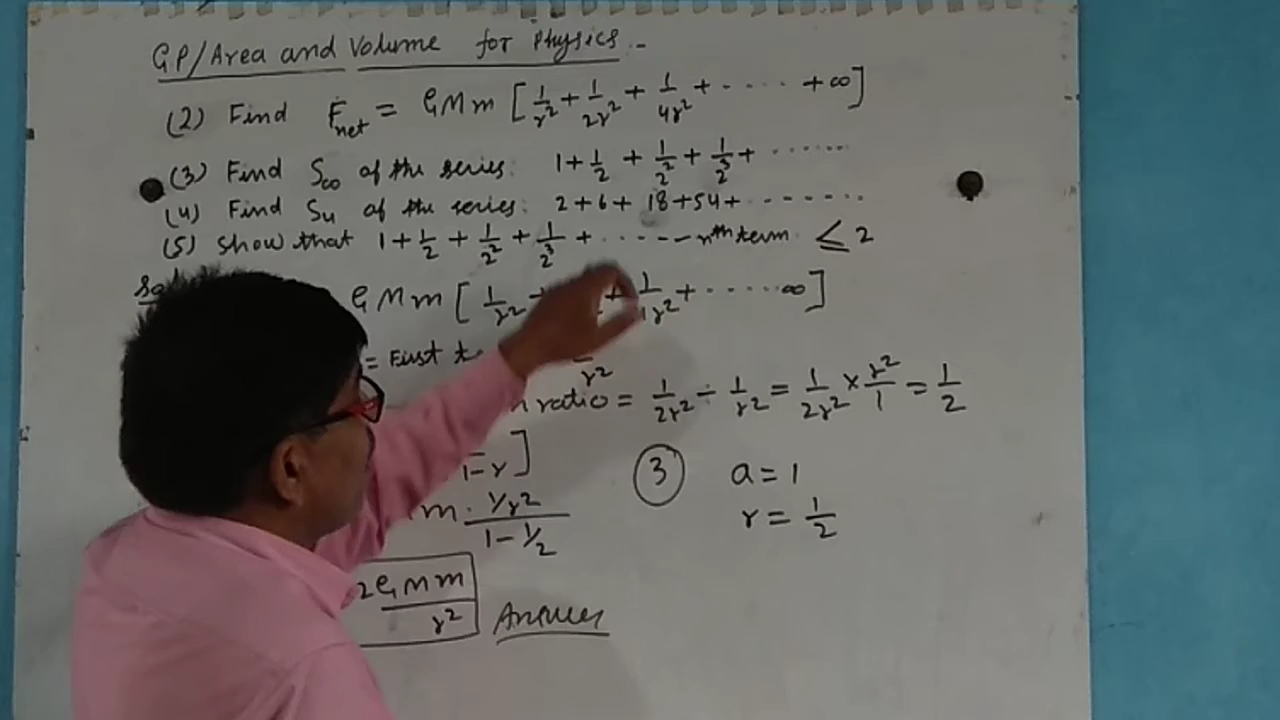 GP/Area and Volume for Physics -
(2) Find F_net = GMm [1/r² + 1/2r² + 1/4r² + ..... + ∞]
(3) Find S∞ of the series: 1 + 1/2 + 1/2² + 1/2³ + ......
(4) Find S4 of the series: 2+6+ 18+54+ -------
(5) Show that 1 + 1/2 + 1/2² + 1/2³ + ------ nth term. ≤ 2
GMm [1/r² + 1/r² + ..... ∞]
= First r²
ratio = 1/2r² ÷ 1/r² = 1/2r² × r²/1 = 1/2
1-r]
m. 1/r² / 1 - 1/2
2GMm / r² Answer
(3) a = 1
r = 1/2